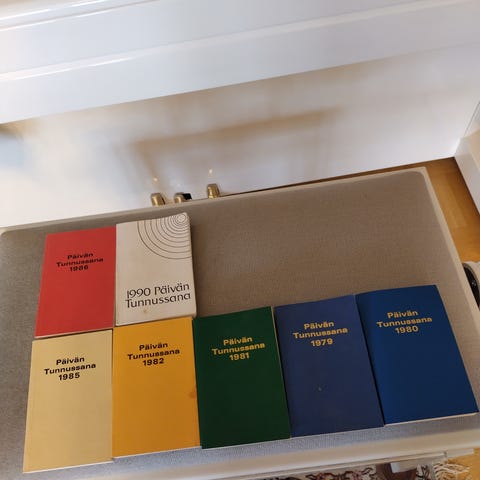 Päivän
Tunnussana
1986
1990 Päivän
Tunnussana
Päivän
Tunnussana
1985
Päivän
Tunnussana
1982
Päivän
Tunnussana
1981
Päivän
Tunnussana
1979
Päivän
Tunnussana
1980